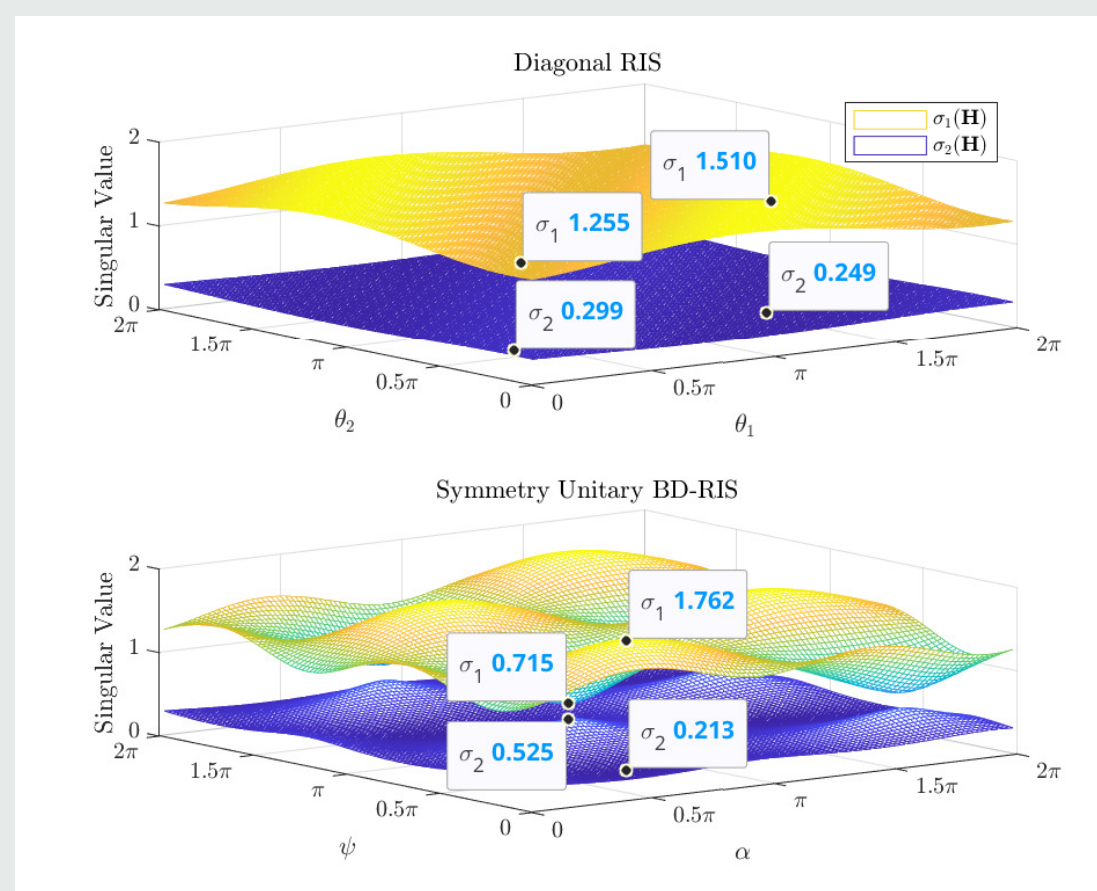 Diagonal RIS
σ₁(H)
σ₂(H)
Singular Value
2
1
0
σ₁ 1.510
σ₁ 1.255
σ₂ 0.249
σ₂ 0.299
2π
1.5π
π
0.5π
0
θ₂
0
0.5π
π
1.5π
2π
θ₁
Symmetry Unitary BD-RIS
Singular Value
2
1
0
σ₁ 1.762
σ₁ 0.715
σ₂ 0.213
σ₂ 0.525
2π
1.5π
π
0.5π
0
ψ
0
0.5π
π
1.5π
2π
α